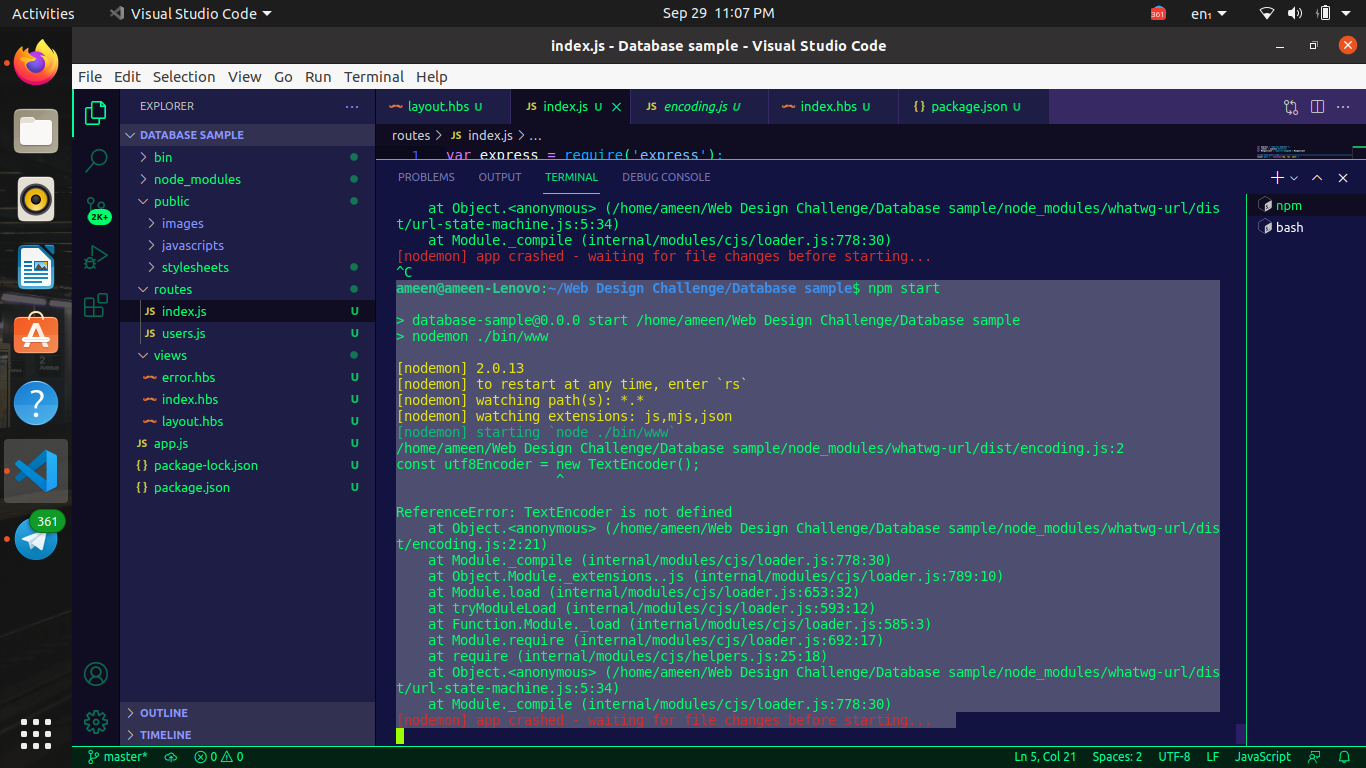 Activities
Visual Studio Code
Sep 29 11:07 PM
361
en₁
index.js - Database sample - Visual Studio Code
File Edit Selection View Go Run Terminal Help
EXPLORER
layout.hbs U
index.js U
encoding.js U
index.hbs U
package.json U
DATABASE SAMPLE
routes > JS index.js > ...
1 var express = require('express');
bin
node_modules
public
images
javascripts
stylesheets
routes
JS index.js U
JS users.js U
views
error.hbs U
index.hbs U
layout.hbs U
JS app.js U
{} package-lock.json U
{} package.json U
2K+
361
OUTLINE
TIMELINE
PROBLEMS OUTPUT TERMINAL DEBUG CONSOLE
npm
bash
at Object.<anonymous> (/home/ameen/Web Design Challenge/Database sample/node_modules/whatwg-url/dis
t/url-state-machine.js:5:34)
at Module._compile (internal/modules/cjs/loader.js:778:30)
[nodemon] app crashed - waiting for file changes before starting...
^C
ameen@ameen-Lenovo:~/Web Design Challenge/Database sample$ npm start
> database-sample@0.0.0 start /home/ameen/Web Design Challenge/Database sample
> nodemon ./bin/www
[nodemon] 2.0.13
[nodemon] to restart at any time, enter `rs`
[nodemon] watching path(s): *.*
[nodemon] watching extensions: js,mjs,json
[nodemon] starting `node ./bin/www`
/home/ameen/Web Design Challenge/Database sample/node_modules/whatwg-url/dist/encoding.js:2
const utf8Encoder = new TextEncoder();
^
ReferenceError: TextEncoder is not defined
at Object.<anonymous> (/home/ameen/Web Design Challenge/Database sample/node_modules/whatwg-url/dis
t/encoding.js:2:21)
at Module._compile (internal/modules/cjs/loader.js:778:30)
at Object.Module._extensions..js (internal/modules/cjs/loader.js:789:10)
at Module.load (internal/modules/cjs/loader.js:653:32)
at tryModuleLoad (internal/modules/cjs/loader.js:593:12)
at Function.Module._load (internal/modules/cjs/loader.js:585:3)
at Module.require (internal/modules/cjs/loader.js:692:17)
at require (internal/modules/cjs/helpers.js:25:18)
at Object.<anonymous> (/home/ameen/Web Design Challenge/Database sample/node_modules/whatwg-url/dis
t/url-state-machine.js:5:34)
at Module._compile (internal/modules/cjs/loader.js:778:30)
[nodemon] app crashed - waiting for file changes before starting...
master* 0 0
Ln 5, Col 21 Spaces: 2 UTF-8 LF JavaScript